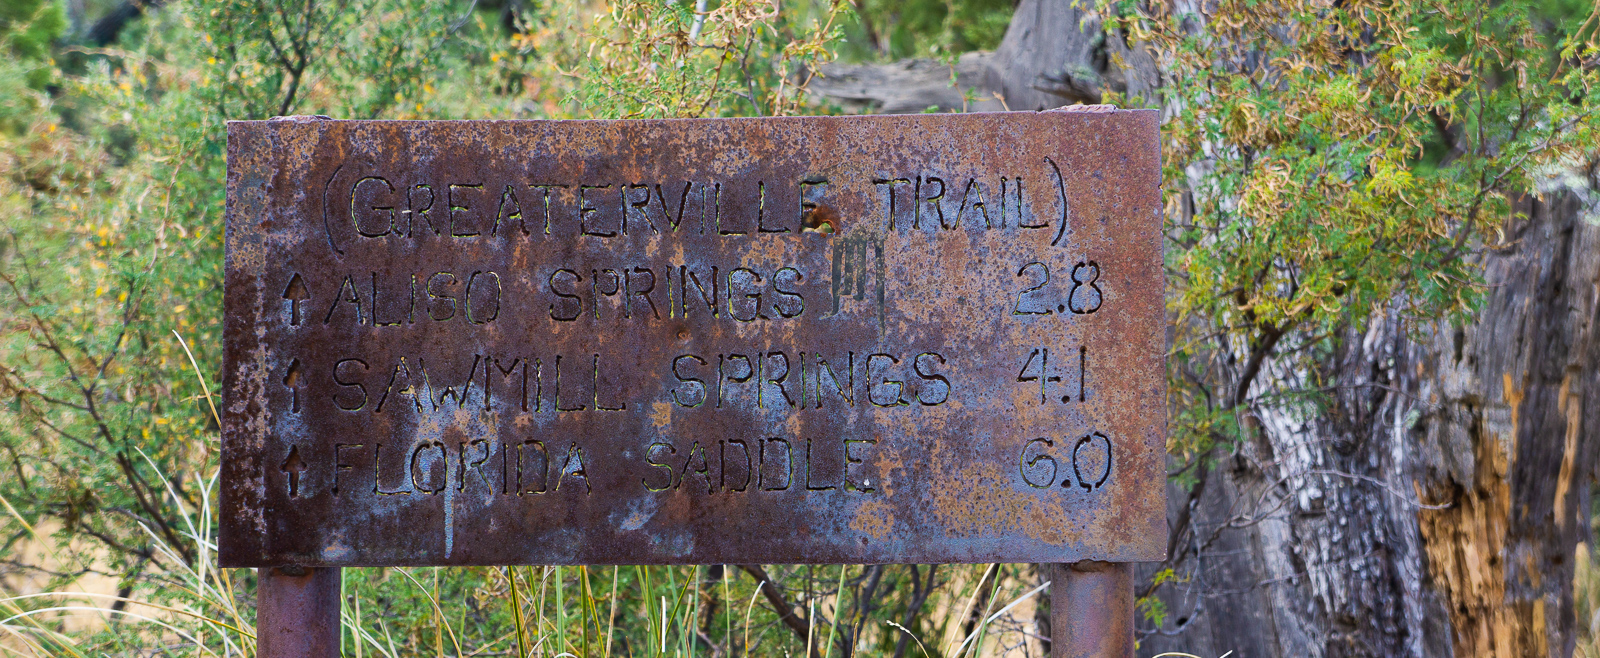 (GREATERVILLE TRAIL)
↑ ALISO SPRINGS 2.8
↑ SAWMILL SPRINGS 4.1
↑ FLORIDA SADDLE 6.0